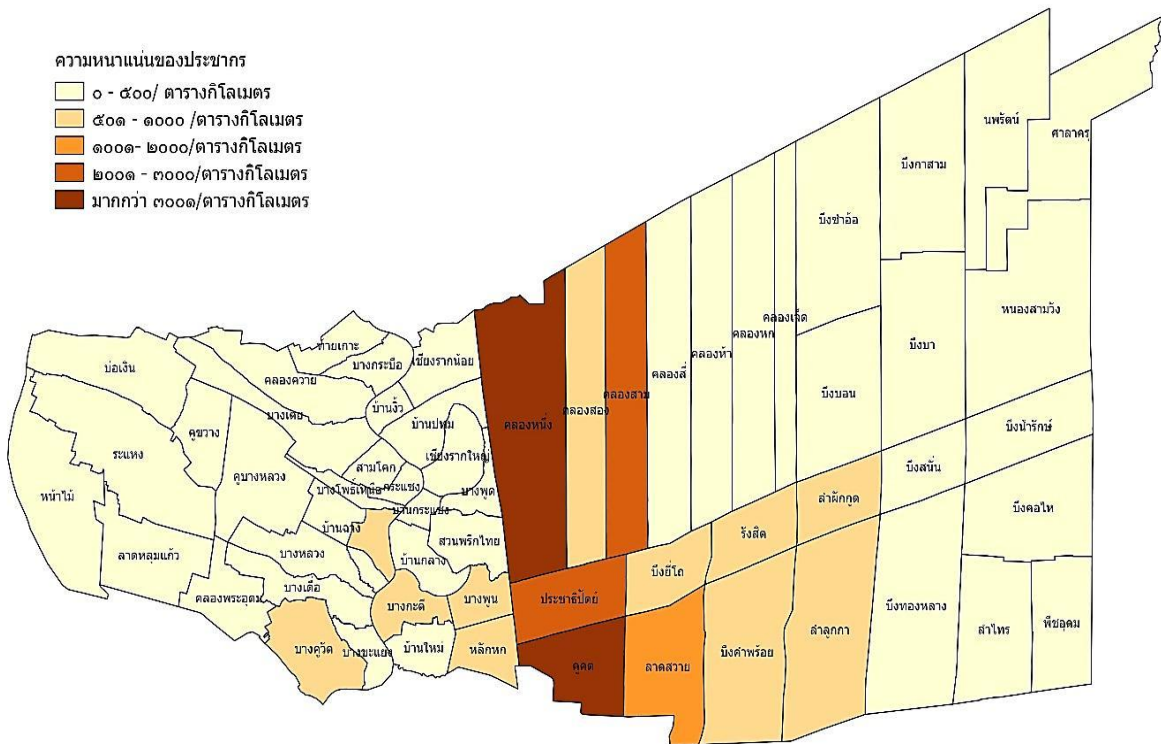 ความหนาแน่นของประชากร
๐ - ๕๐๐/ ตารางกิโลเมตร
๕๐๑ - ๑๐๐๐ /ตารางกิโลเมตร
๑๐๐๑- ๒๐๐๐/ตารางกิโลเมตร
๒๐๐๑ - ๓๐๐๐/ตารางกิโลเมตร
มากกว่า ๓๐๐๑/ตารางกิโลเมตร
นพรัตน์
ศาลาครุ
บึงกาสาม
บึงชำอ้อ
หนองสามวัง
คลองเจ็ด
คลองหก
คลองห้า
คลองสี่
คลองสาม
คลองสอง
คลองหนึ่ง
บึงบา
บึงบอน
ท้ายเกาะ
บางกระบือ
เชียงรากน้อย
บ่อเงิน
คลองควาย
บ้านงิ้ว
บางเตย
บ้านปทุม
คูขวาง
ระแหง
สามโคก
เชียงรากใหญ่
คูบางหลวง
บางโพธิ์เหนือ
กระแชง
บางพูด
หน้าไม้
บ้านกระแชง
บ้านฉาง
สวนพริกไทย
ลาดหลุมแก้ว
บางหลวง
บ้านกลาง
คลองพระอุดม
บางเดื่อ
บางกะดี
บางพูน
บางคูวัด
บางขะแยง
บ้านใหม่
หลักหก
ประชาธิปัตย์
บึงยี่โถ
รังสิต
ลำผักกูด
บึงสนั่น
บึงน้ำรักษ์
บึงคอไห
คูคต
ลาดสวาย
บึงคำพร้อย
ลำลูกกา
บึงทองหลาง
ลำไทร
พืชอุดม